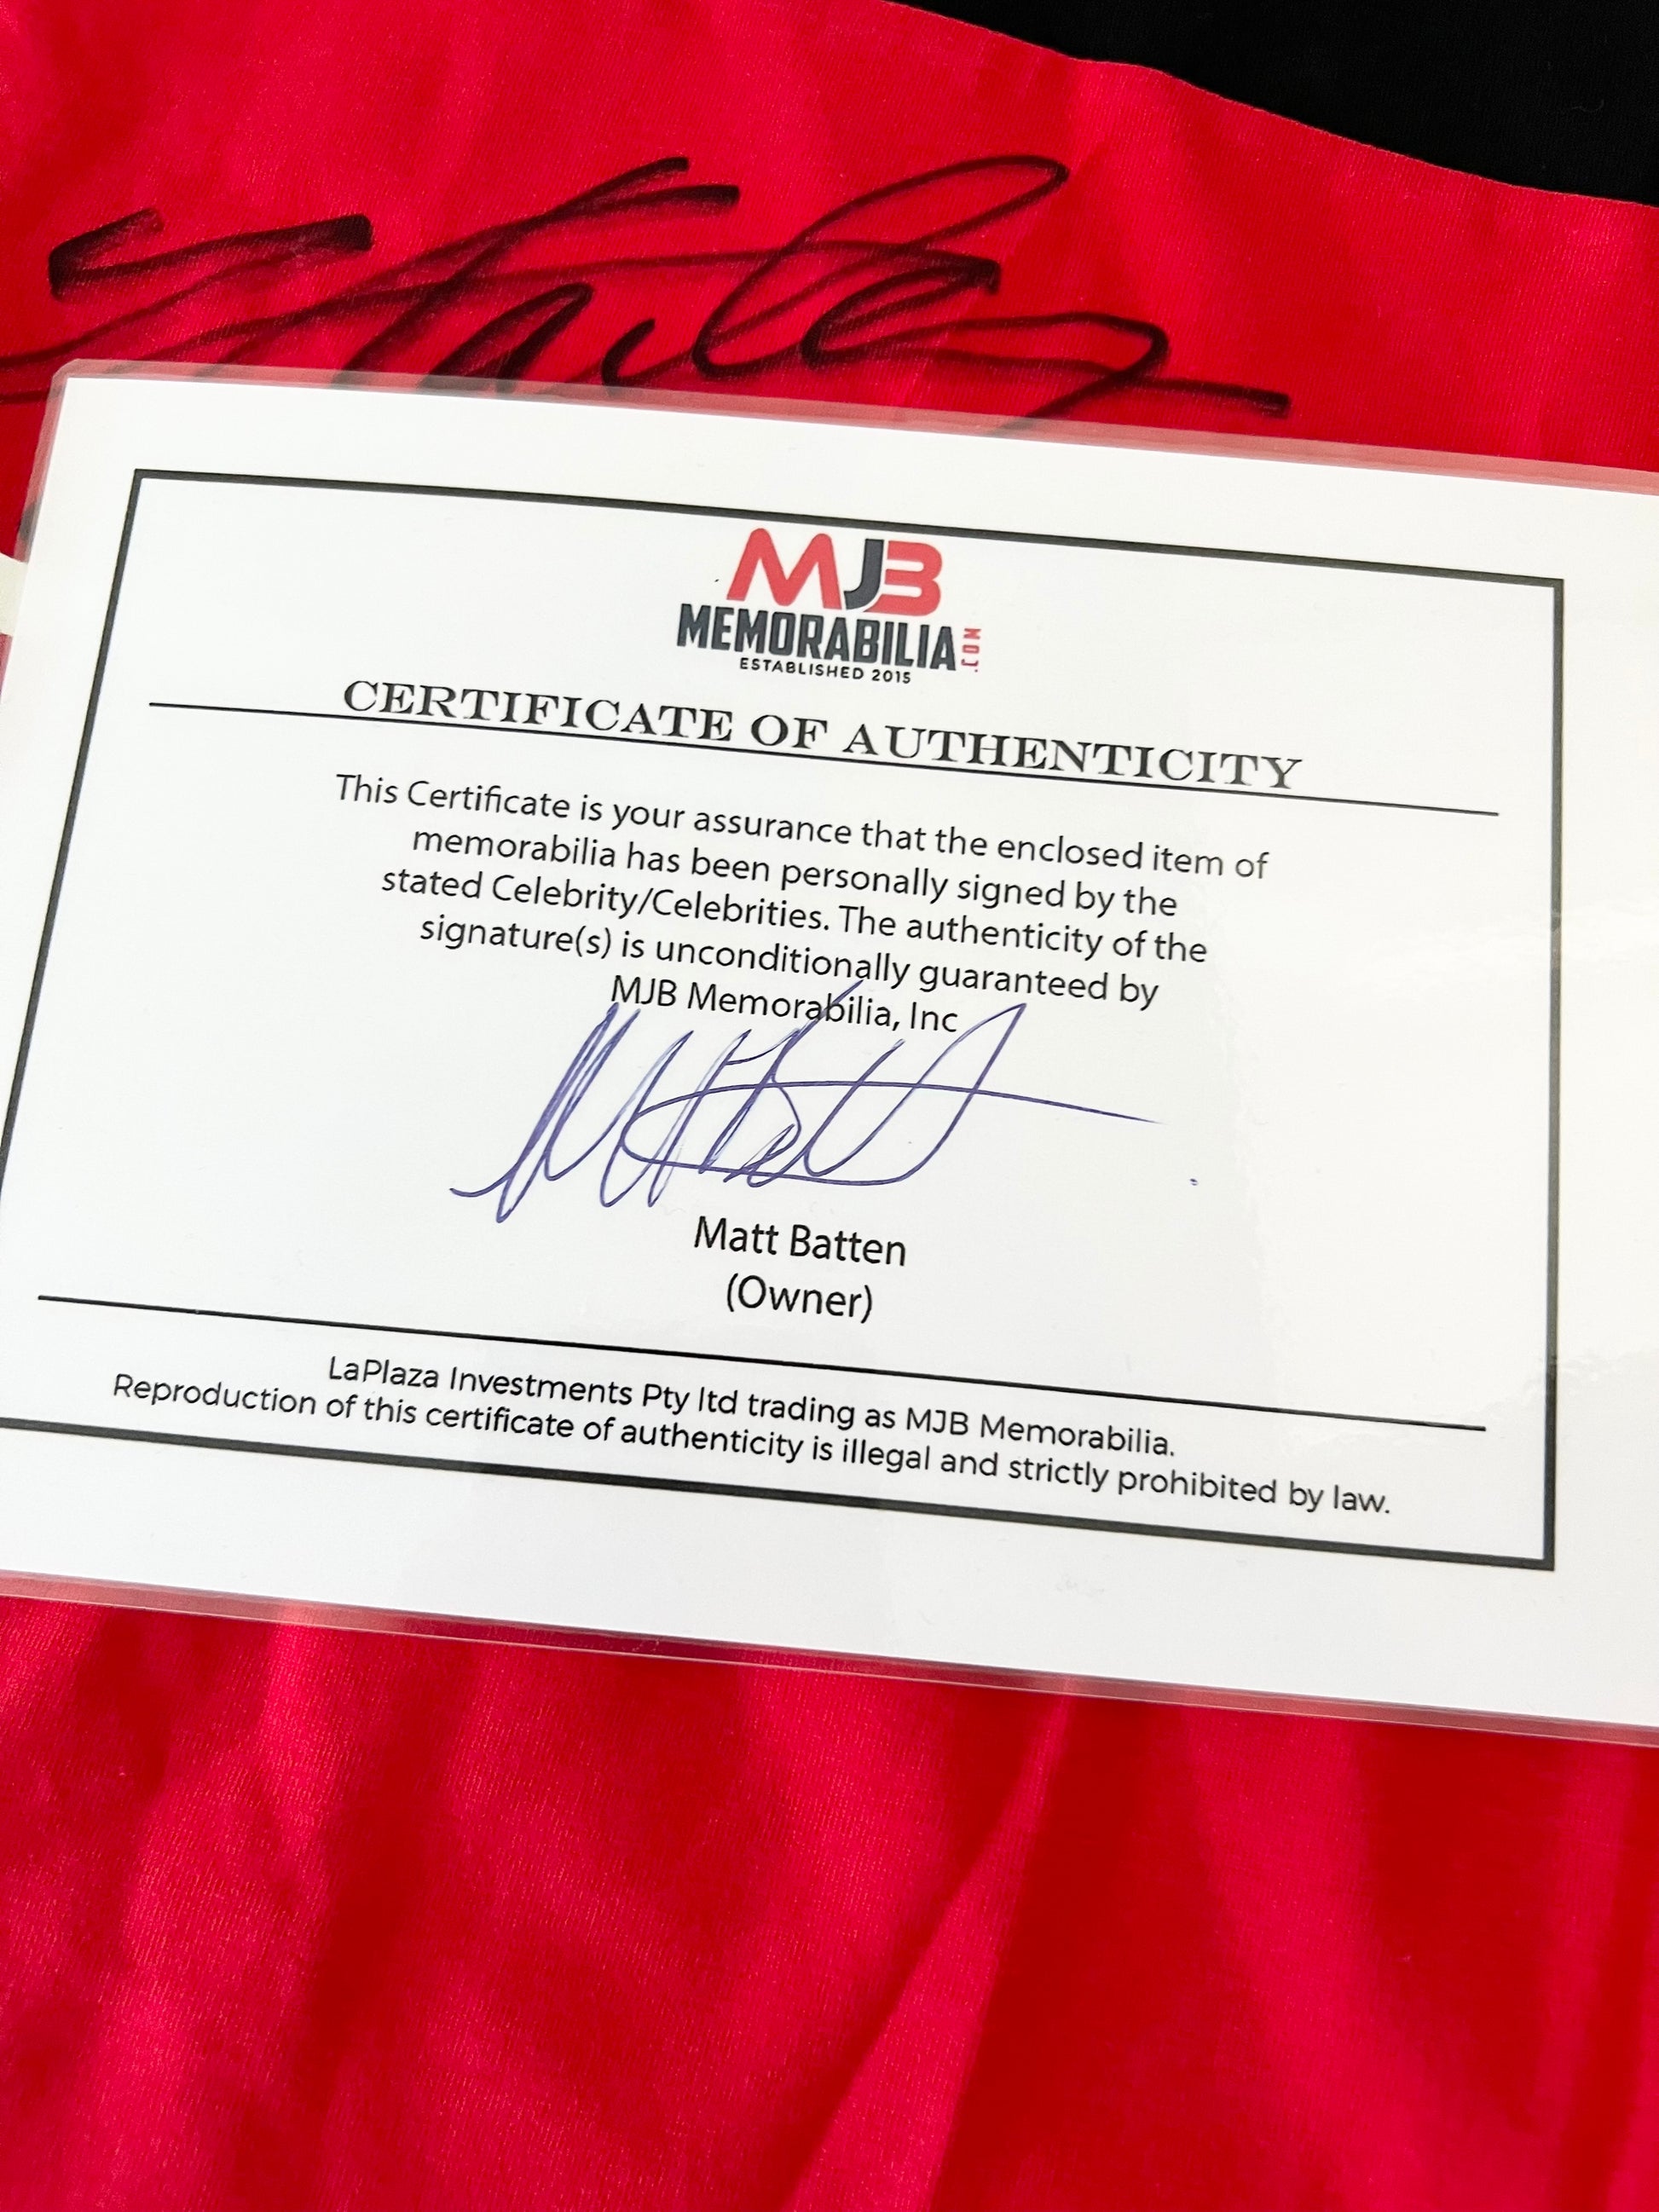 MJB
MEMORABILIA
.COM
ESTABLISHED 2015
CERTIFICATE OF AUTHENTICITY
This Certificate is your assurance that the enclosed item of
memorabilia has been personally signed by the
stated Celebrity/Celebrities. The authenticity of the
signature(s) is unconditionally guaranteed by
MJB Memorabilia, Inc
Matt Batten
(Owner)
LaPlaza Investments Pty ltd trading as MJB Memorabilia.
Reproduction of this certificate of authenticity is illegal and strictly prohibited by law.